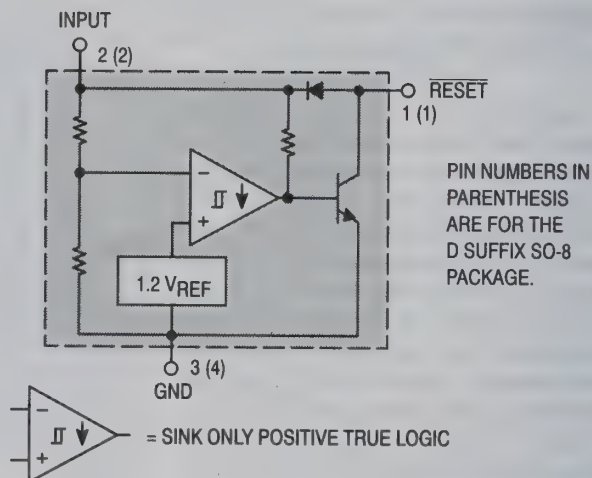 INPUT
2 (2)
RESET
1 (1)
PIN NUMBERS IN
PARENTHESIS
ARE FOR THE
D SUFFIX SO-8
PACKAGE.
−
+
1.2 VREF
3 (4)
GND
−
+
= SINK ONLY POSITIVE TRUE LOGIC